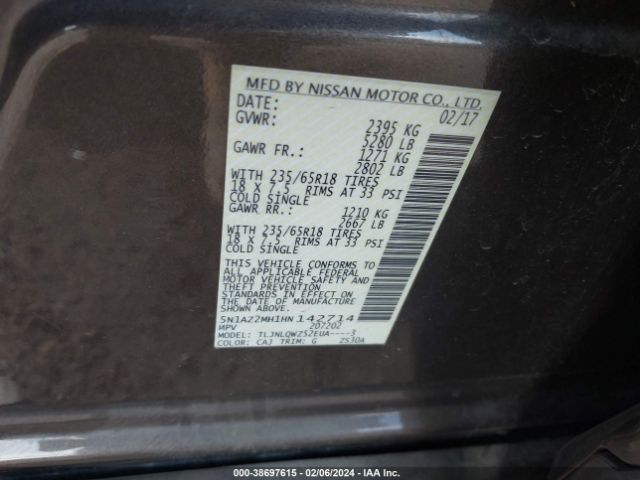 MFD BY NISSAN MOTOR CO., LTD.
DATE: 02/17
GVWR: 2395 KG
5280 LB
GAWR FR.: 1271 KG
2802 LB
WITH 235/65R18 TIRES
18 X 7.5 RIMS AT 33 PSI
COLD SINGLE
GAWR RR.: 1210 KG
2667 LB
WITH 235/65R18 TIRES
18 X 7.5 RIMS AT 33 PSI
COLD SINGLE
THIS VEHICLE CONFORMS TO
ALL APPLICABLE FEDERAL
MOTOR VEHICLE SAFETY AND
THEFT PREVENTION
STANDARDS IN EFFECT ON
THE DATE OF MANUFACTURE
SHOWN ABOVE.
5N1AZ2MH1HN142714
MPV 207202
MODEL: TLJNLQWZ52EUA----3
COLOR: CAJ TRIM: G ZS30A
000-38697615 - 02/06/2024 - IAA Inc.